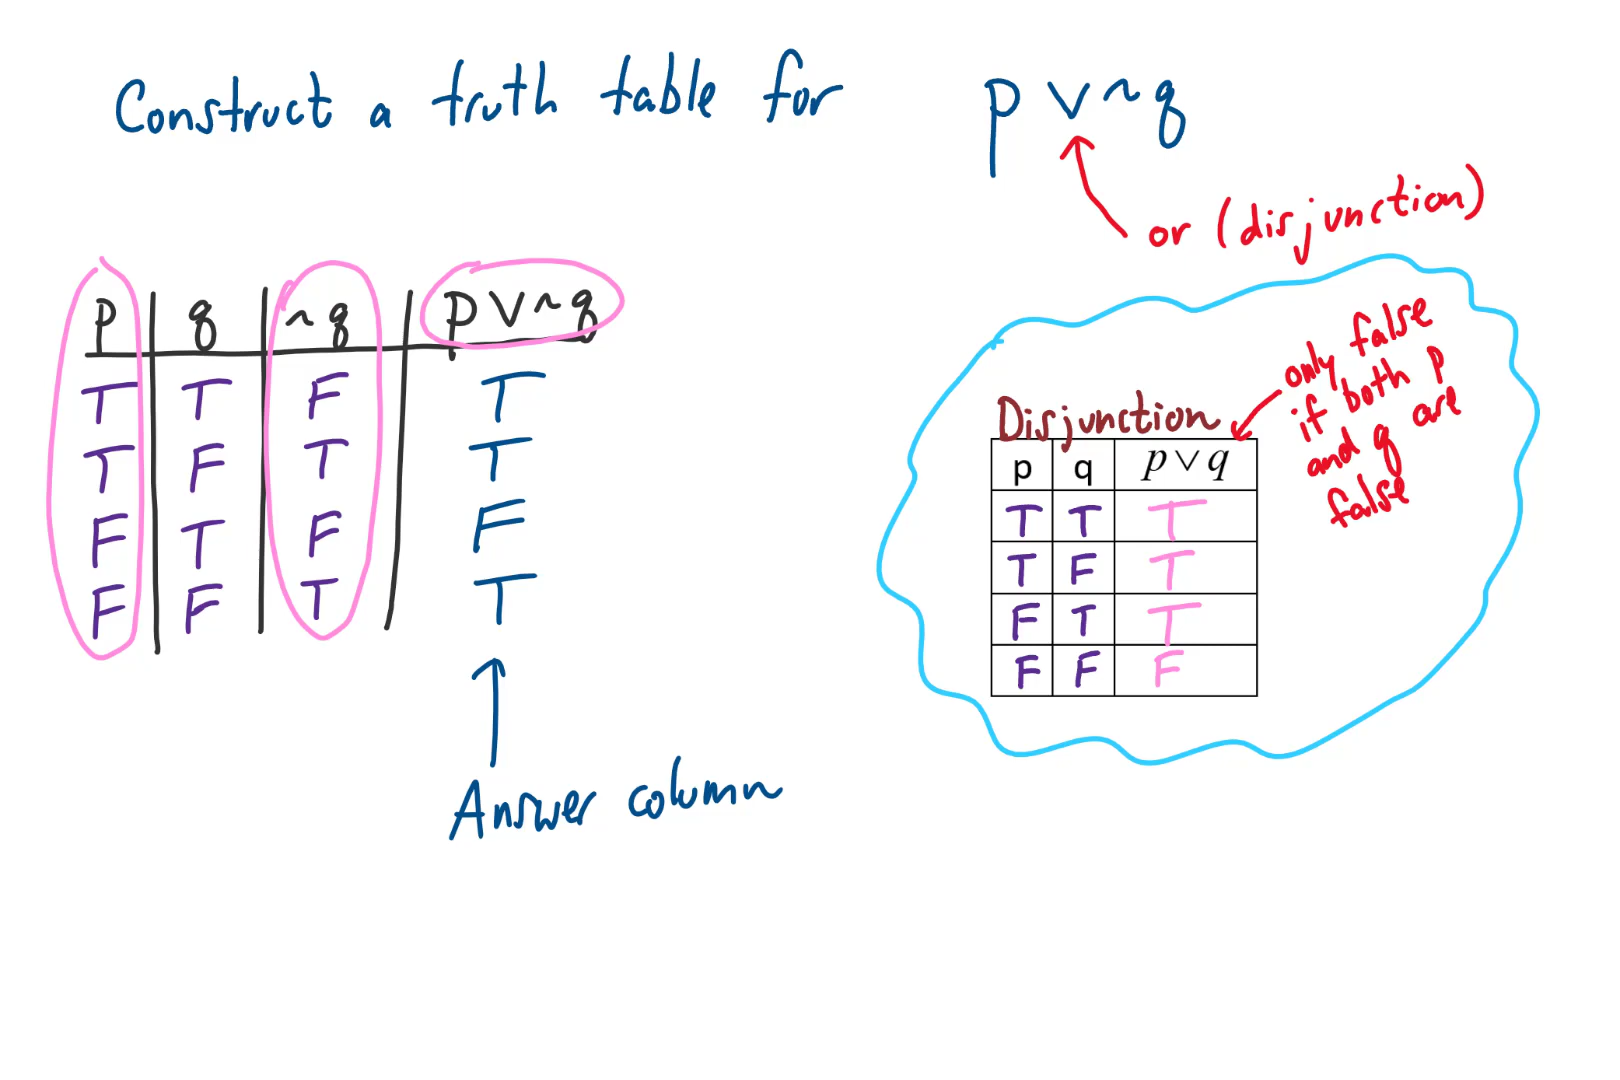 Construct a truth table for p ∨ ~q
or (disjunction)
p q ~q p ∨ ~q
T T F T
T F T T
F T F F
F F T T
Answer column
only false
if both p
and q are
false
Disjunction
p q p ∨ q
T T T
T F T
F T T
F F F